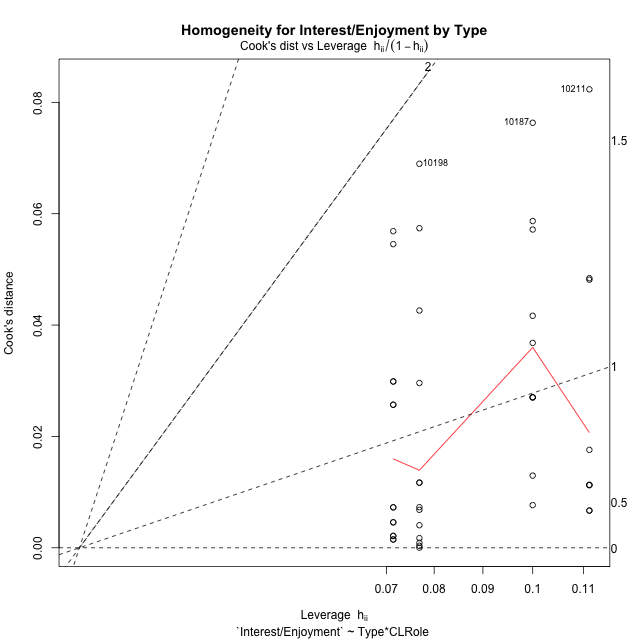 Homogeneity for Interest/Enjoyment by Type
Cook's dist vs Leverage hii/(1 − hii)
2
10211
10187
1.5
10198
1
0.5
0
Cook's distance
0.08
0.06
0.04
0.02
0.00
0.07 0.08 0.09 0.1 0.11
Leverage hii
`Interest/Enjoyment` ~ Type*CLRole